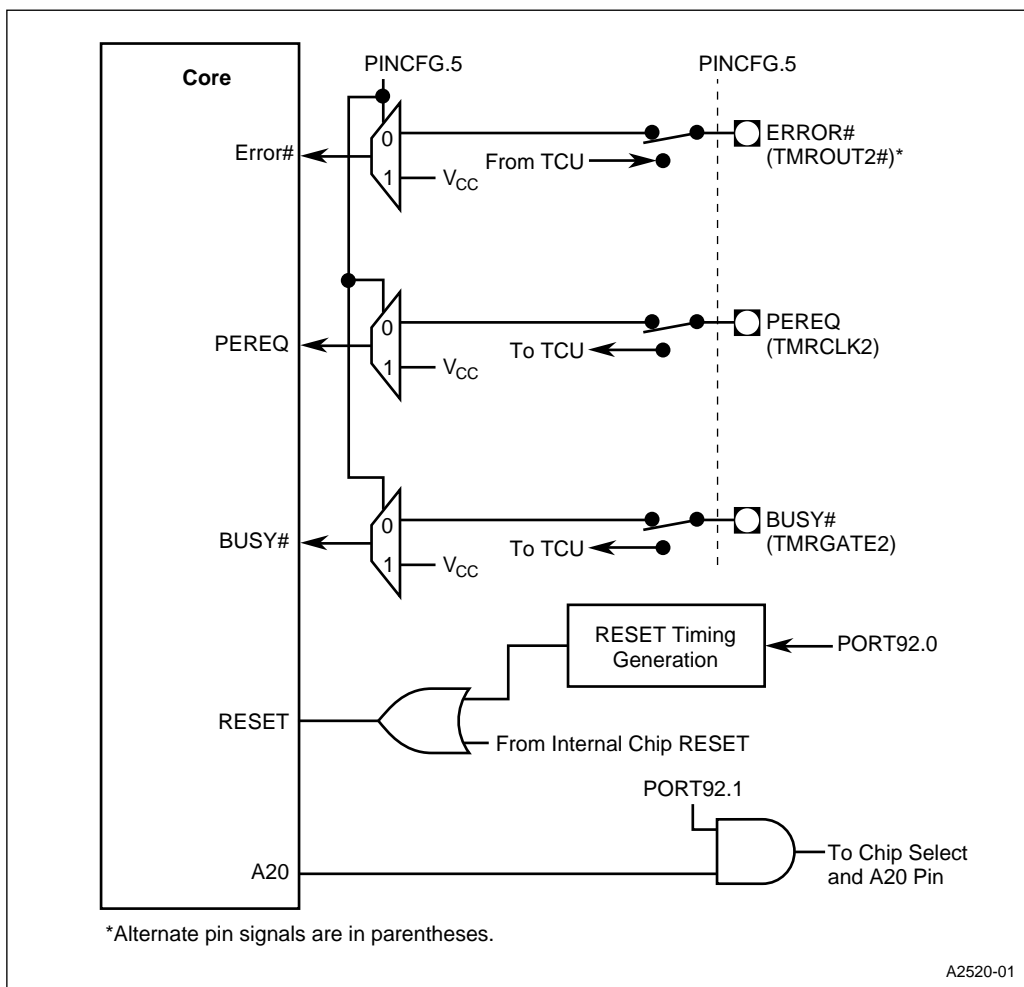 PINCFG.5
PINCFG.5
Core
0
ERROR#
(TMROUT2#)*
Error#
From TCU
1
VCC
0
PEREQ
(TMRCLK2)
PEREQ
To TCU
1
VCC
0
BUSY#
(TMRGATE2)
BUSY#
To TCU
1
VCC
RESET Timing
Generation
PORT92.0
RESET
From Internal Chip RESET
PORT92.1
To Chip Select
and A20 Pin
A20
*Alternate pin signals are in parentheses.
A2520-01